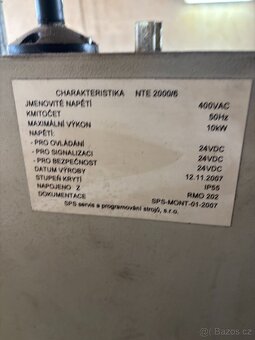 CHARAKTERISTIKA NTE 2000/6
JMENOVITÉ NAPĚTÍ 400VAC
KMITOČET 50Hz
MAXIMÁLNÍ VÝKON 10kW
NAPĚTÍ:
- PRO OVLÁDÁNÍ 24VDC
- PRO SIGNALIZACI 24VDC
- PRO BEZPEČNOST 24VDC
DATUM VÝROBY 12.11.2007
STUPEŇ KRYTÍ IP55
NAPOJENO Z RMO 202
DOKUMENTACE SPS-MONT-01-2007
SPS servis a programování strojů, s.r.o.
Sbazar.cz